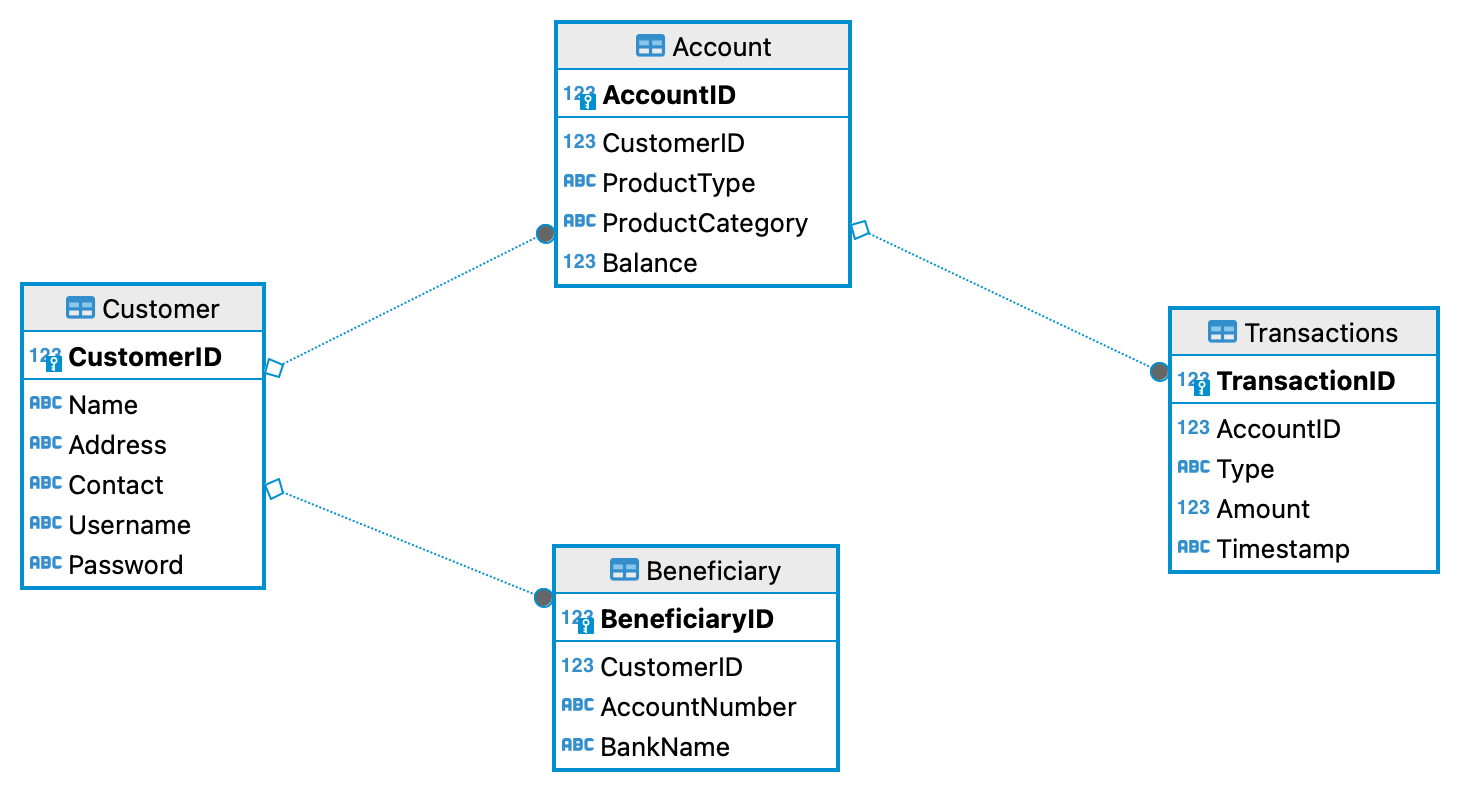 Account
123 AccountID
123 CustomerID
ABC ProductType
ABC ProductCategory
123 Balance
Customer
123 CustomerID
ABC Name
ABC Address
ABC Contact
ABC Username
ABC Password
Transactions
123 TransactionID
123 AccountID
ABC Type
123 Amount
ABC Timestamp
Beneficiary
123 BeneficiaryID
123 CustomerID
ABC AccountNumber
ABC BankName